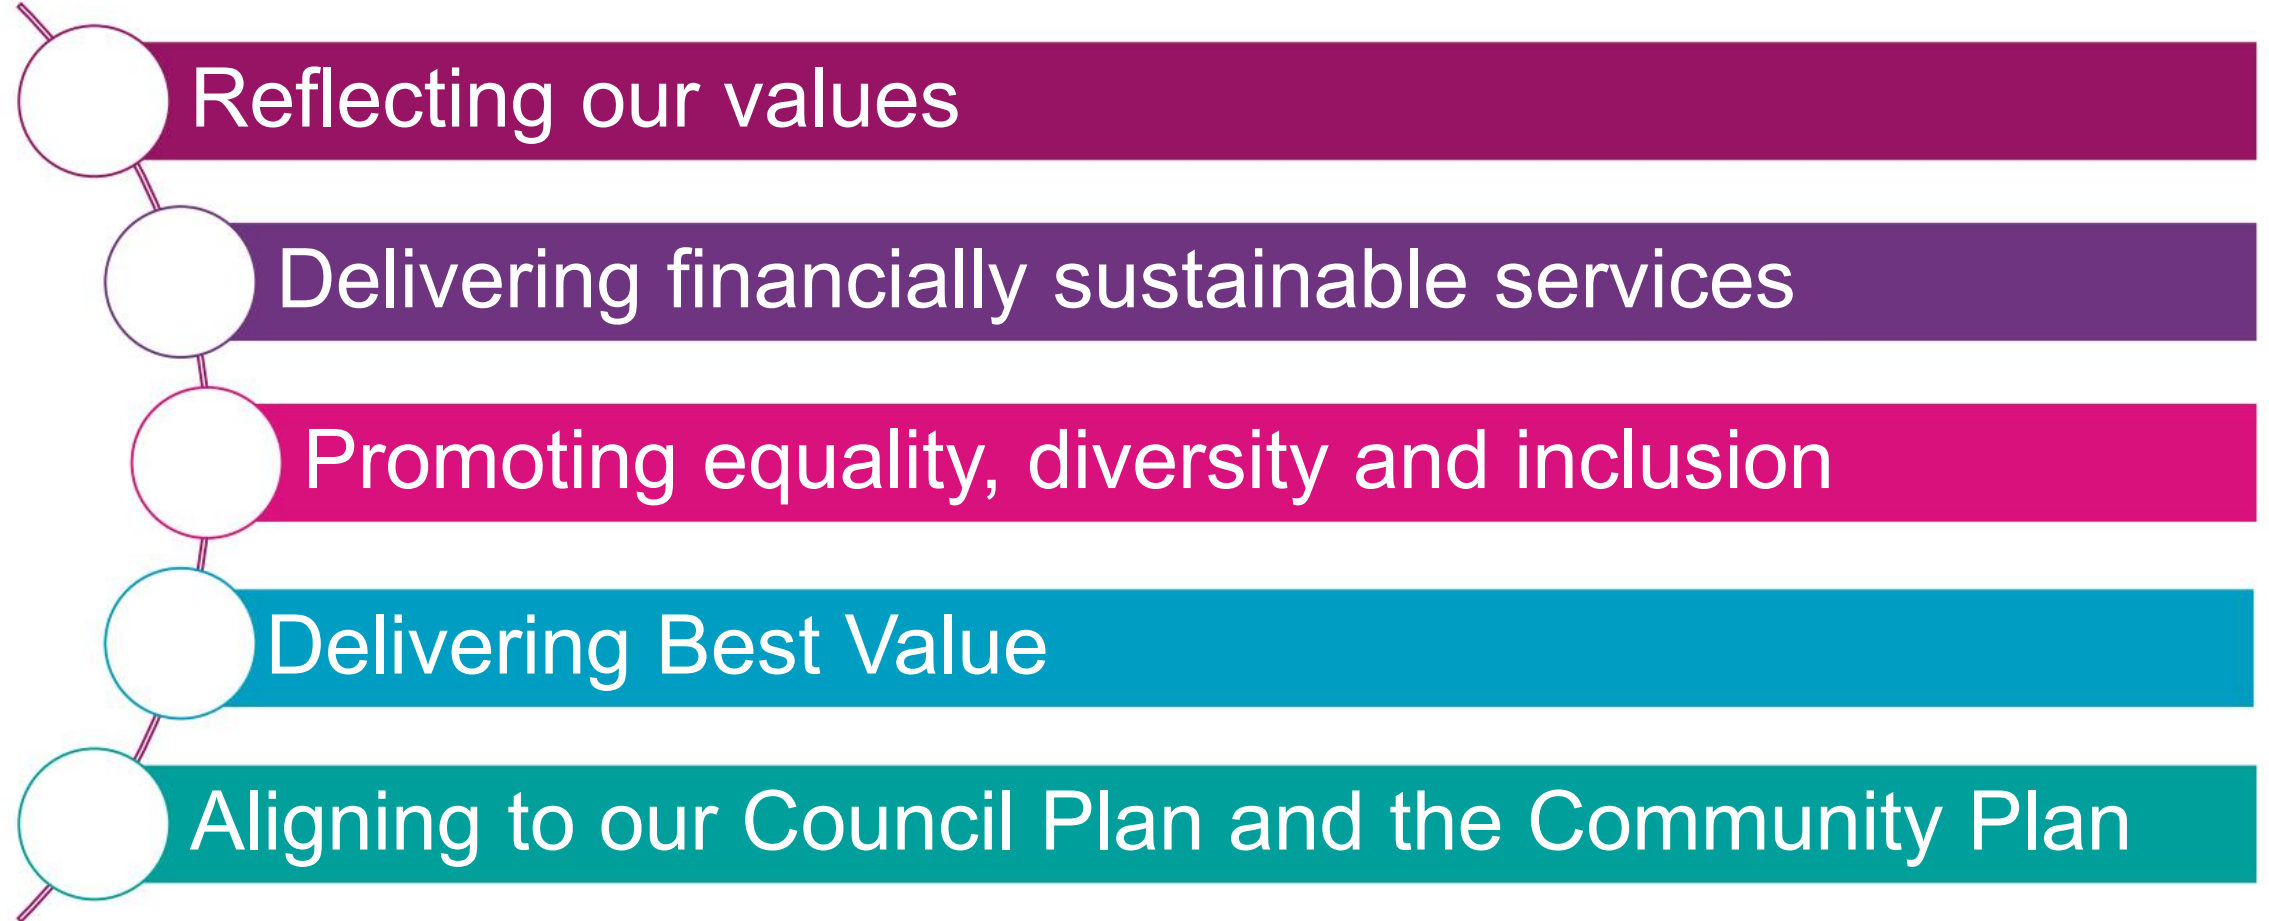 Reflecting our values
Delivering financially sustainable services
Promoting equality, diversity and inclusion
Delivering Best Value
Aligning to our Council Plan and the Community Plan